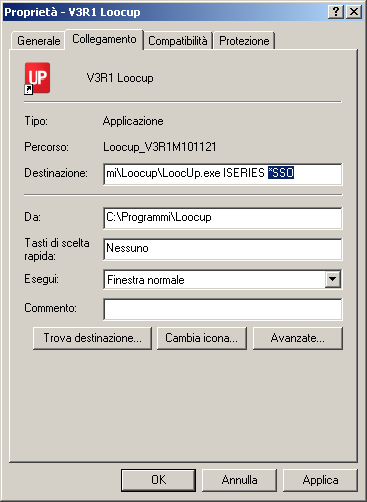 Proprietà - V3R1 Loocup
Generale Collegamento Compatibilità Protezione
UP V3R1 Loocup
Tipo: Applicazione
Percorso: Loocup_V3R1M101121
Destinazione: mi\Loocup\LoocUp.exe ISERIES *SSO
Da: C:\Programmi\Loocup
Tasti di scelta
rapida: Nessuno
Esegui: Finestra normale
Commento:
Trova destinazione... Cambia icona... Avanzate...
OK Annulla Applica